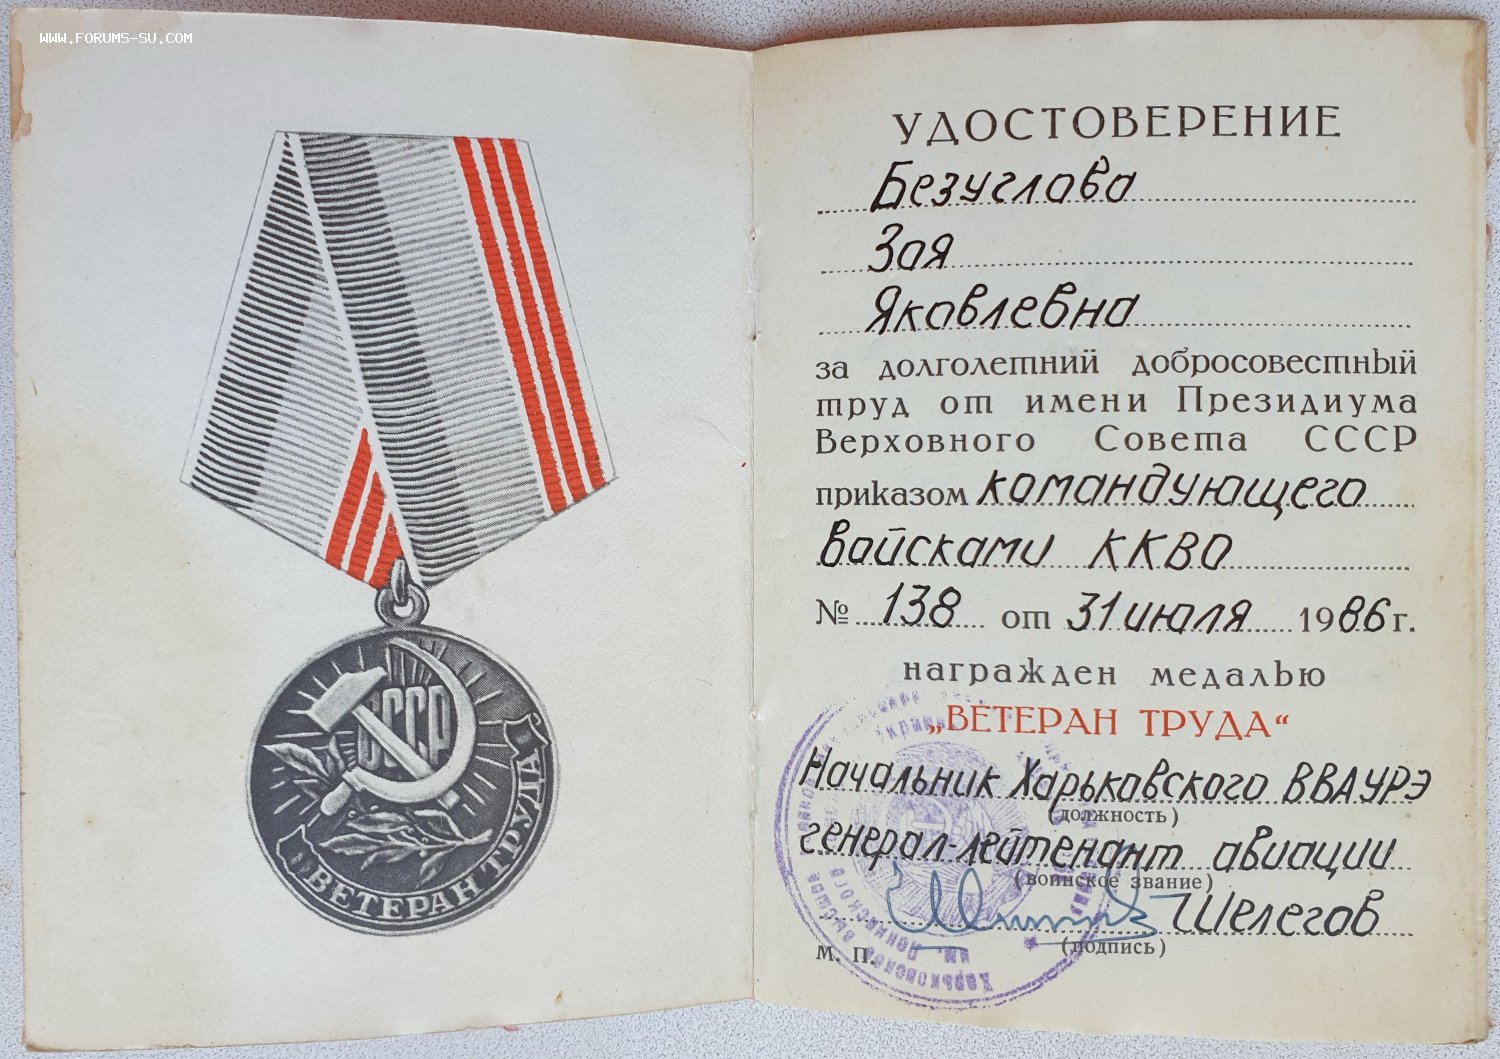 WWW.FORUMS-SU.COM
СССР
ВЕТЕРАН ТРУДА
УДОСТОВЕРЕНИЕ
Безуглова
Зоя
Яковлевна
за долголетний добросовестный
труд от имени Президиума
Верховного Совета СССР
приказом командующего
войсками ККВО
№ 138 от 31 июля 1986 г.
награжден медалью
„ВЕТЕРАН ТРУДА“
Начальник Харьковского ВВАУРЭ
(должность)
генерал-лейтенант авиации
(воинское звание)
Шелегов
(подпись)
М. П.
Харьковское высшее